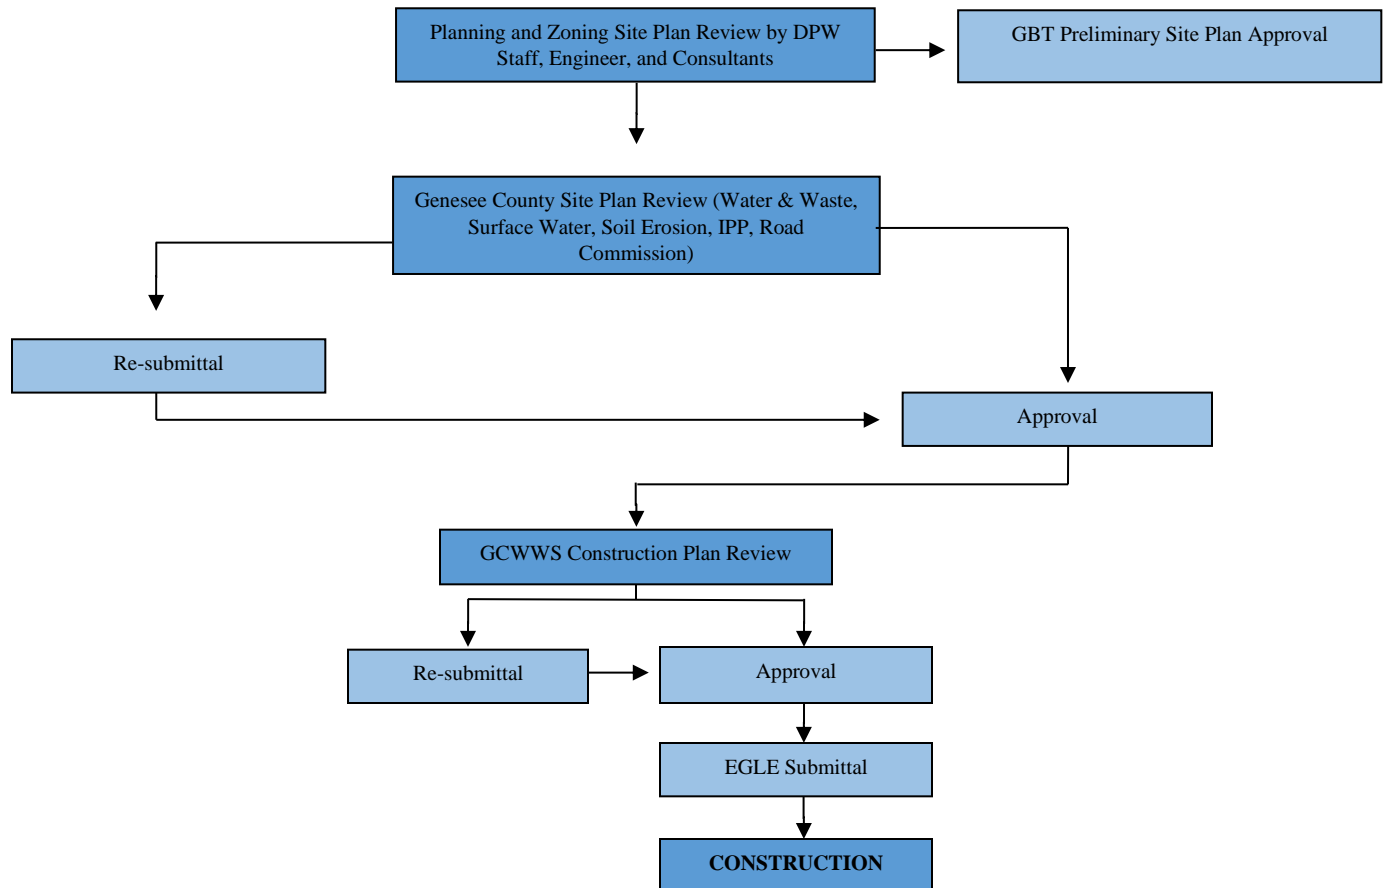 Planning and Zoning Site Plan Review by DPW
Staff, Engineer, and Consultants
GBT Preliminary Site Plan Approval
Genesee County Site Plan Review (Water & Waste,
Surface Water, Soil Erosion, IPP, Road
Commission)
Re-submittal
Approval
GCWWS Construction Plan Review
Re-submittal
Approval
EGLE Submittal
CONSTRUCTION